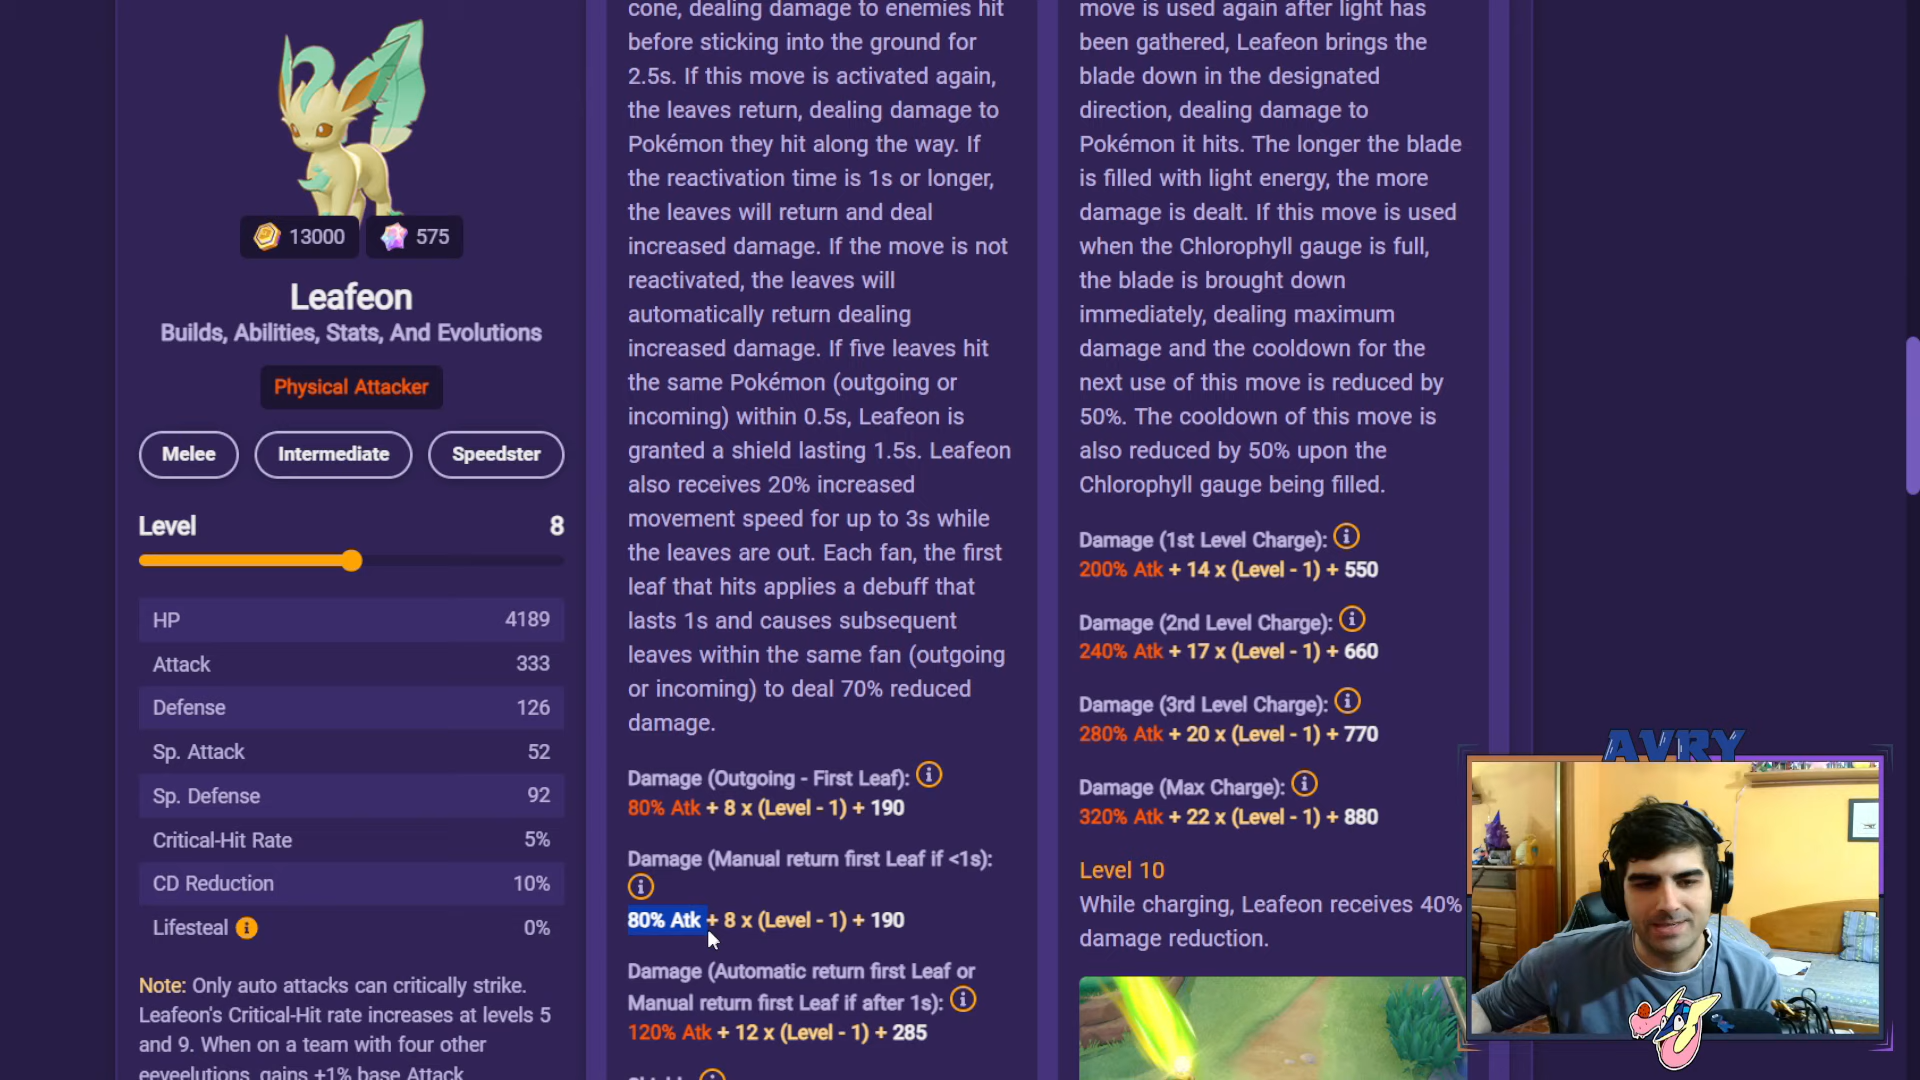 13000
575
Leafeon
Builds, Abilities, Stats, And Evolutions
Physical Attacker
Melee
Intermediate
Speedster
Level
8
HP
4189
Attack
333
Defense
126
Sp. Attack
52
Sp. Defense
92
Critical-Hit Rate
5%
CD Reduction
10%
Lifesteal
0%
Note: Only auto attacks can critically strike.
Leafeon's Critical-Hit rate increases at levels 5
and 9. When on a team with four other
eeveelutions, gains +1% base Attack
cone, dealing damage to enemies hit
before sticking into the ground for
2.5s. If this move is activated again,
the leaves return, dealing damage to
Pokémon they hit along the way. If
the reactivation time is 1s or longer,
the leaves will return and deal
increased damage. If the move is not
reactivated, the leaves will
automatically return dealing
increased damage. If five leaves hit
the same Pokémon (outgoing or
incoming) within 0.5s, Leafeon is
granted a shield lasting 1.5s. Leafeon
also receives 20% increased
movement speed for up to 3s while
the leaves are out. Each fan, the first
leaf that hits applies a debuff that
lasts 1s and causes subsequent
leaves within the same fan (outgoing
or incoming) to deal 70% reduced
damage.
Damage (Outgoing - First Leaf):
80% Atk + 8 x (Level - 1) + 190
Damage (Manual return first Leaf if <1s):
80% Atk + 8 x (Level - 1) + 190
Damage (Automatic return first Leaf or
Manual return first Leaf if after 1s):
120% Atk + 12 x (Level - 1) + 285
move is used again after light has
been gathered, Leafeon brings the
blade down in the designated
direction, dealing damage to
Pokémon it hits. The longer the blade
is filled with light energy, the more
damage is dealt. If this move is used
when the Chlorophyll gauge is full,
the blade is brought down
immediately, dealing maximum
damage and the cooldown for the
next use of this move is reduced by
50%. The cooldown of this move is
also reduced by 50% upon the
Chlorophyll gauge being filled.
Damage (1st Level Charge):
200% Atk + 14 x (Level - 1) + 550
Damage (2nd Level Charge):
240% Atk + 17 x (Level - 1) + 660
Damage (3rd Level Charge):
280% Atk + 20 x (Level - 1) + 770
Damage (Max Charge):
320% Atk + 22 x (Level - 1) + 880
Level 10
While charging, Leafeon receives 40%
damage reduction.
AVRY